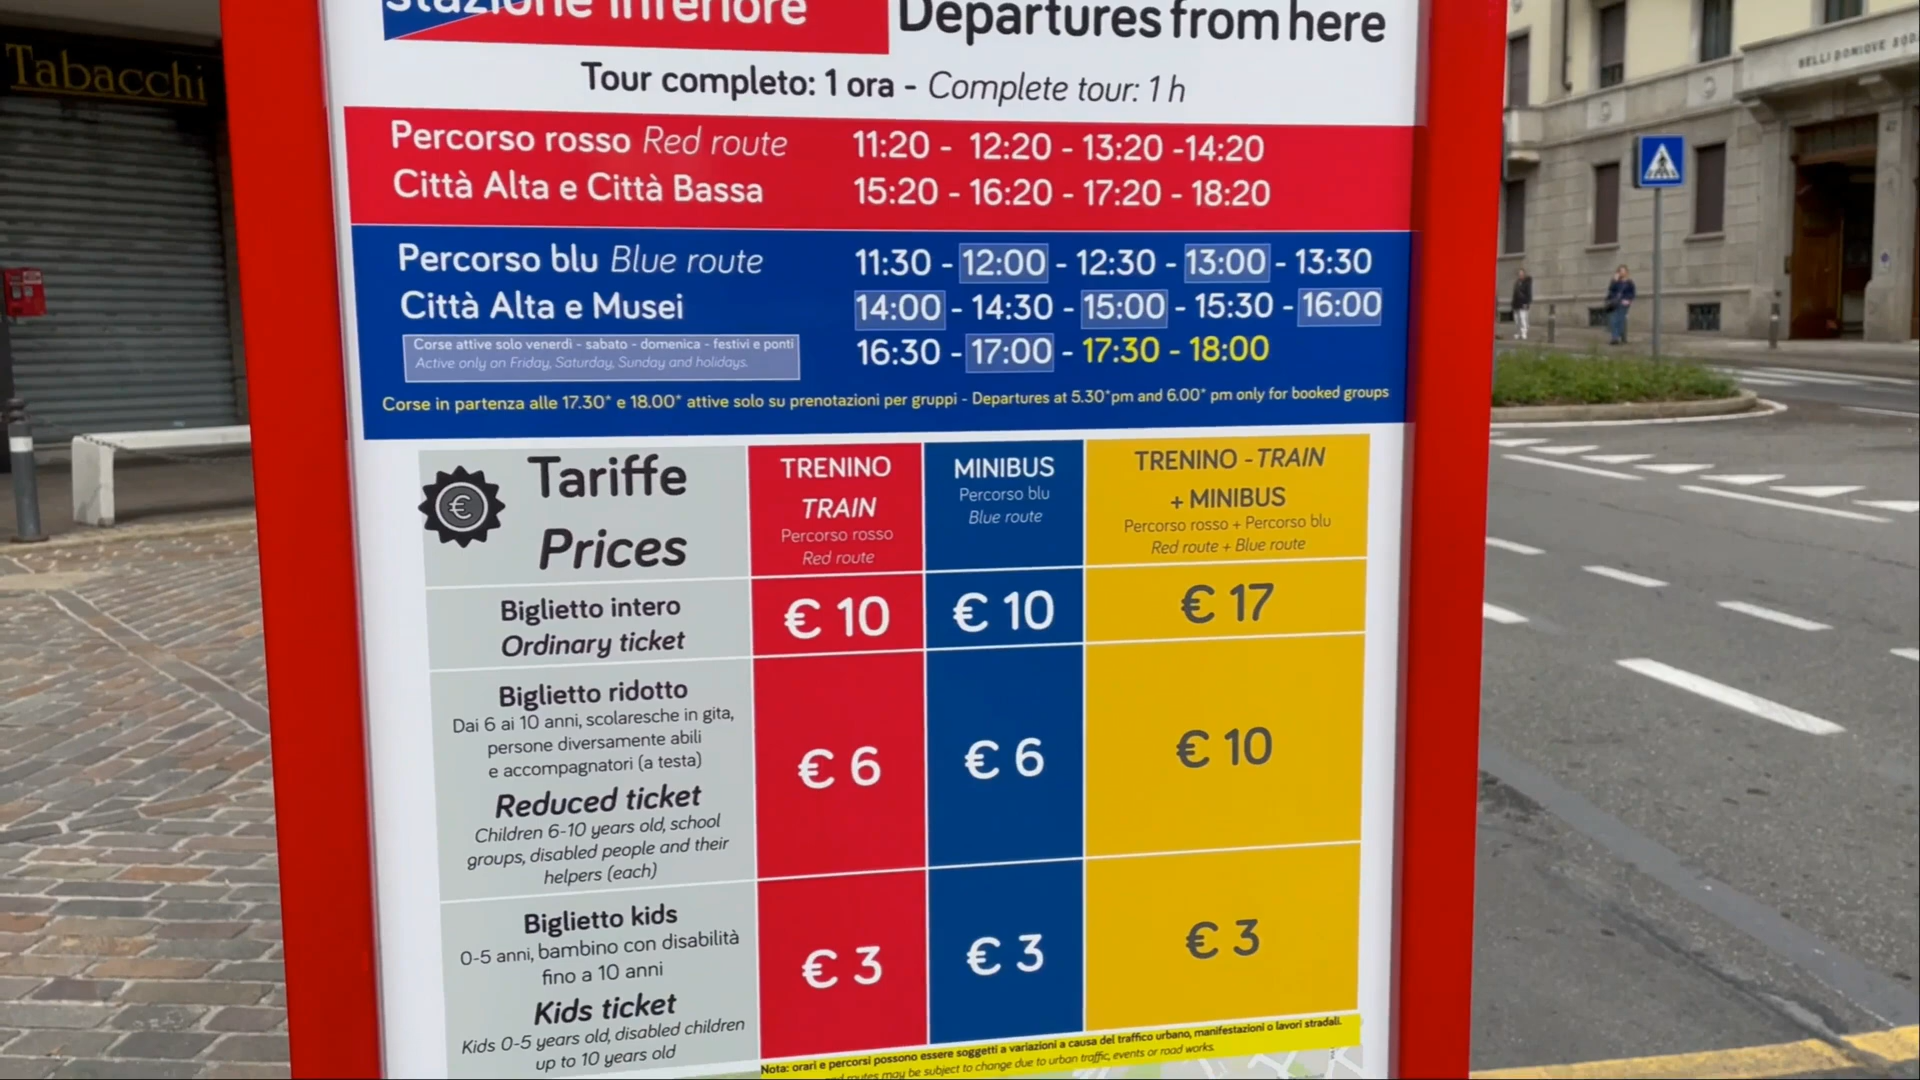 Stazione inferiore
Departures from here
Tour completo: 1 ora - Complete tour: 1 h
Percorso rosso Red route
Città Alta e Città Bassa
11:20 - 12:20 - 13:20 -14:20
15:20 - 16:20 - 17:20 - 18:20
Percorso blu Blue route
Città Alta e Musei
Corse attive solo venerdì - sabato - domenica - festivi e ponti
Active only on Friday, Saturday, Sunday and holidays.
11:30 - 12:00 - 12:30 - 13:00 - 13:30
14:00 - 14:30 - 15:00 - 15:30 - 16:00
16:30 - 17:00 - 17:30 - 18:00
Corse in partenza alle 17.30* e 18.00* attive solo su prenotazioni per gruppi - Departures at 5.30*pm and 6.00* pm only for booked groups
€
Tariffe
Prices
TRENINO
TRAIN
Percorso rosso
Red route
MINIBUS
Percorso blu
Blue route
TRENINO - TRAIN
+ MINIBUS
Percorso rosso + Percorso blu
Red route + Blue route
Biglietto intero
Ordinary ticket
€ 10
€ 10
€ 17
Biglietto ridotto
Dai 6 ai 10 anni, scolaresche in gita,
persone diversamente abili
e accompagnatori (a testa)
Reduced ticket
Children 6-10 years old, school
groups, disabled people and their
helpers (each)
€ 6
€ 6
€ 10
Biglietto kids
0-5 anni, bambino con disabilità
fino a 10 anni
Kids ticket
Kids 0-5 years old, disabled children
up to 10 years old
€ 3
€ 3
€ 3
Nota: orari e percorsi possono essere soggetti a variazioni a causa del traffico urbano, manifestazioni o lavori stradali.
routes may be subject to change due to urban traffic, events or road works.
Tabacchi